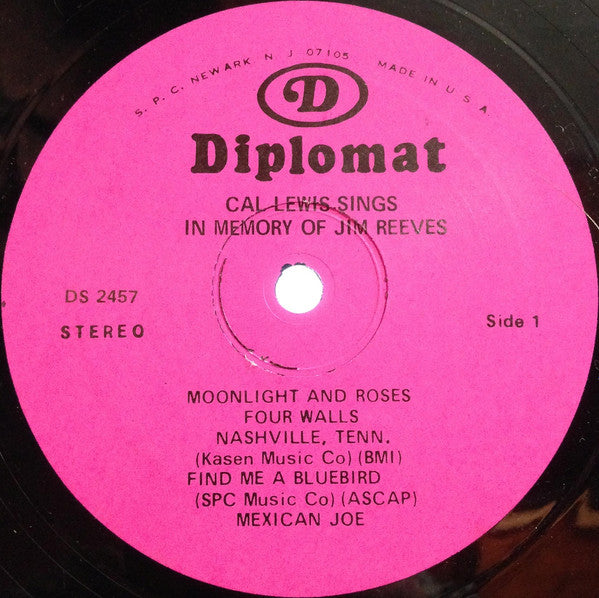 S. P. C. NEWARK N J 07105 MADE IN U S A
D
Diplomat
CAL LEWIS SINGS
IN MEMORY OF JIM REEVES
DS 2457
STEREO
Side 1
MOONLIGHT AND ROSES
FOUR WALLS
NASHVILLE, TENN.
(Kasen Music Co) (BMI)
FIND ME A BLUEBIRD
(SPC Music Co) (ASCAP)
MEXICAN JOE